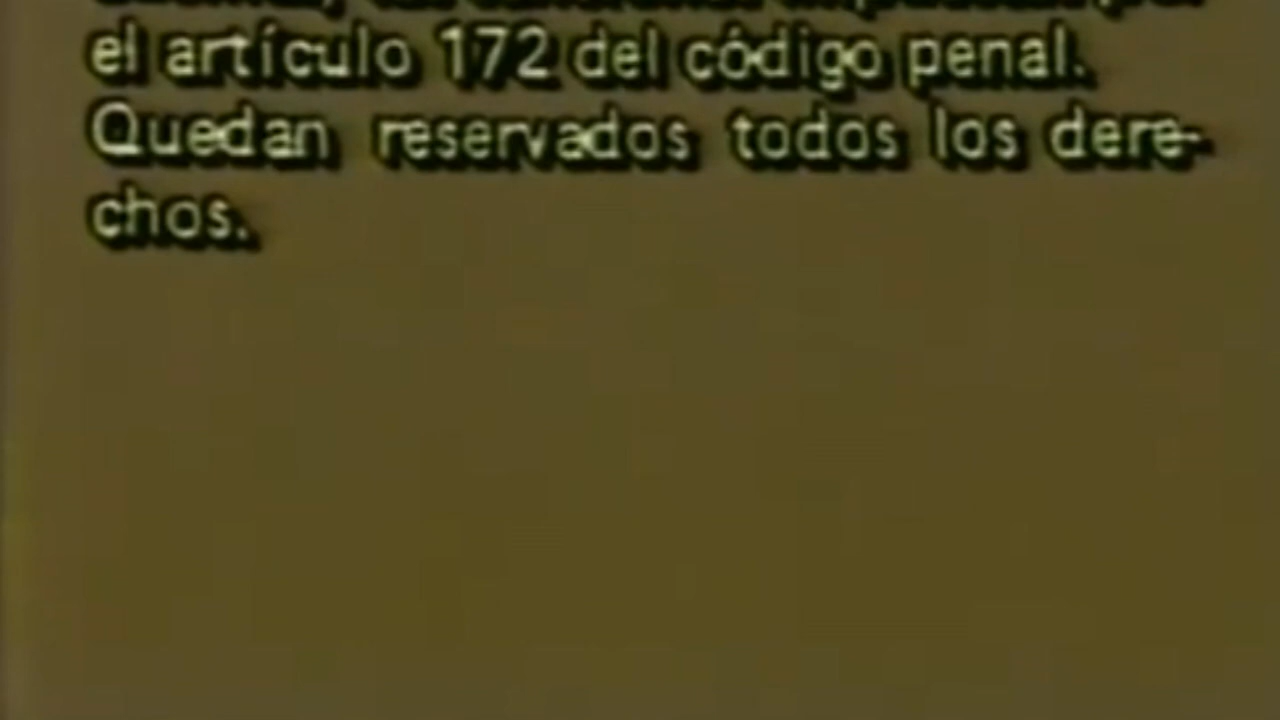 el artículo 172 del código penal.
Quedan reservados todos los dere-
chos.